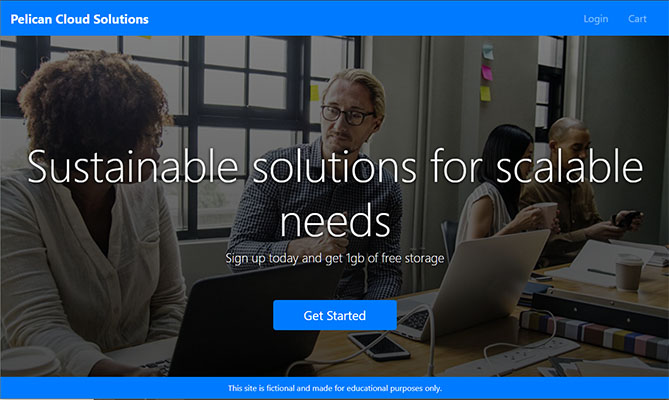 Pelican Cloud Solutions
Login Cart
Sustainable solutions for scalable
needs
Sign up today and get 1gb of free storage
Get Started
This site is fictional and made for educational purposes only.